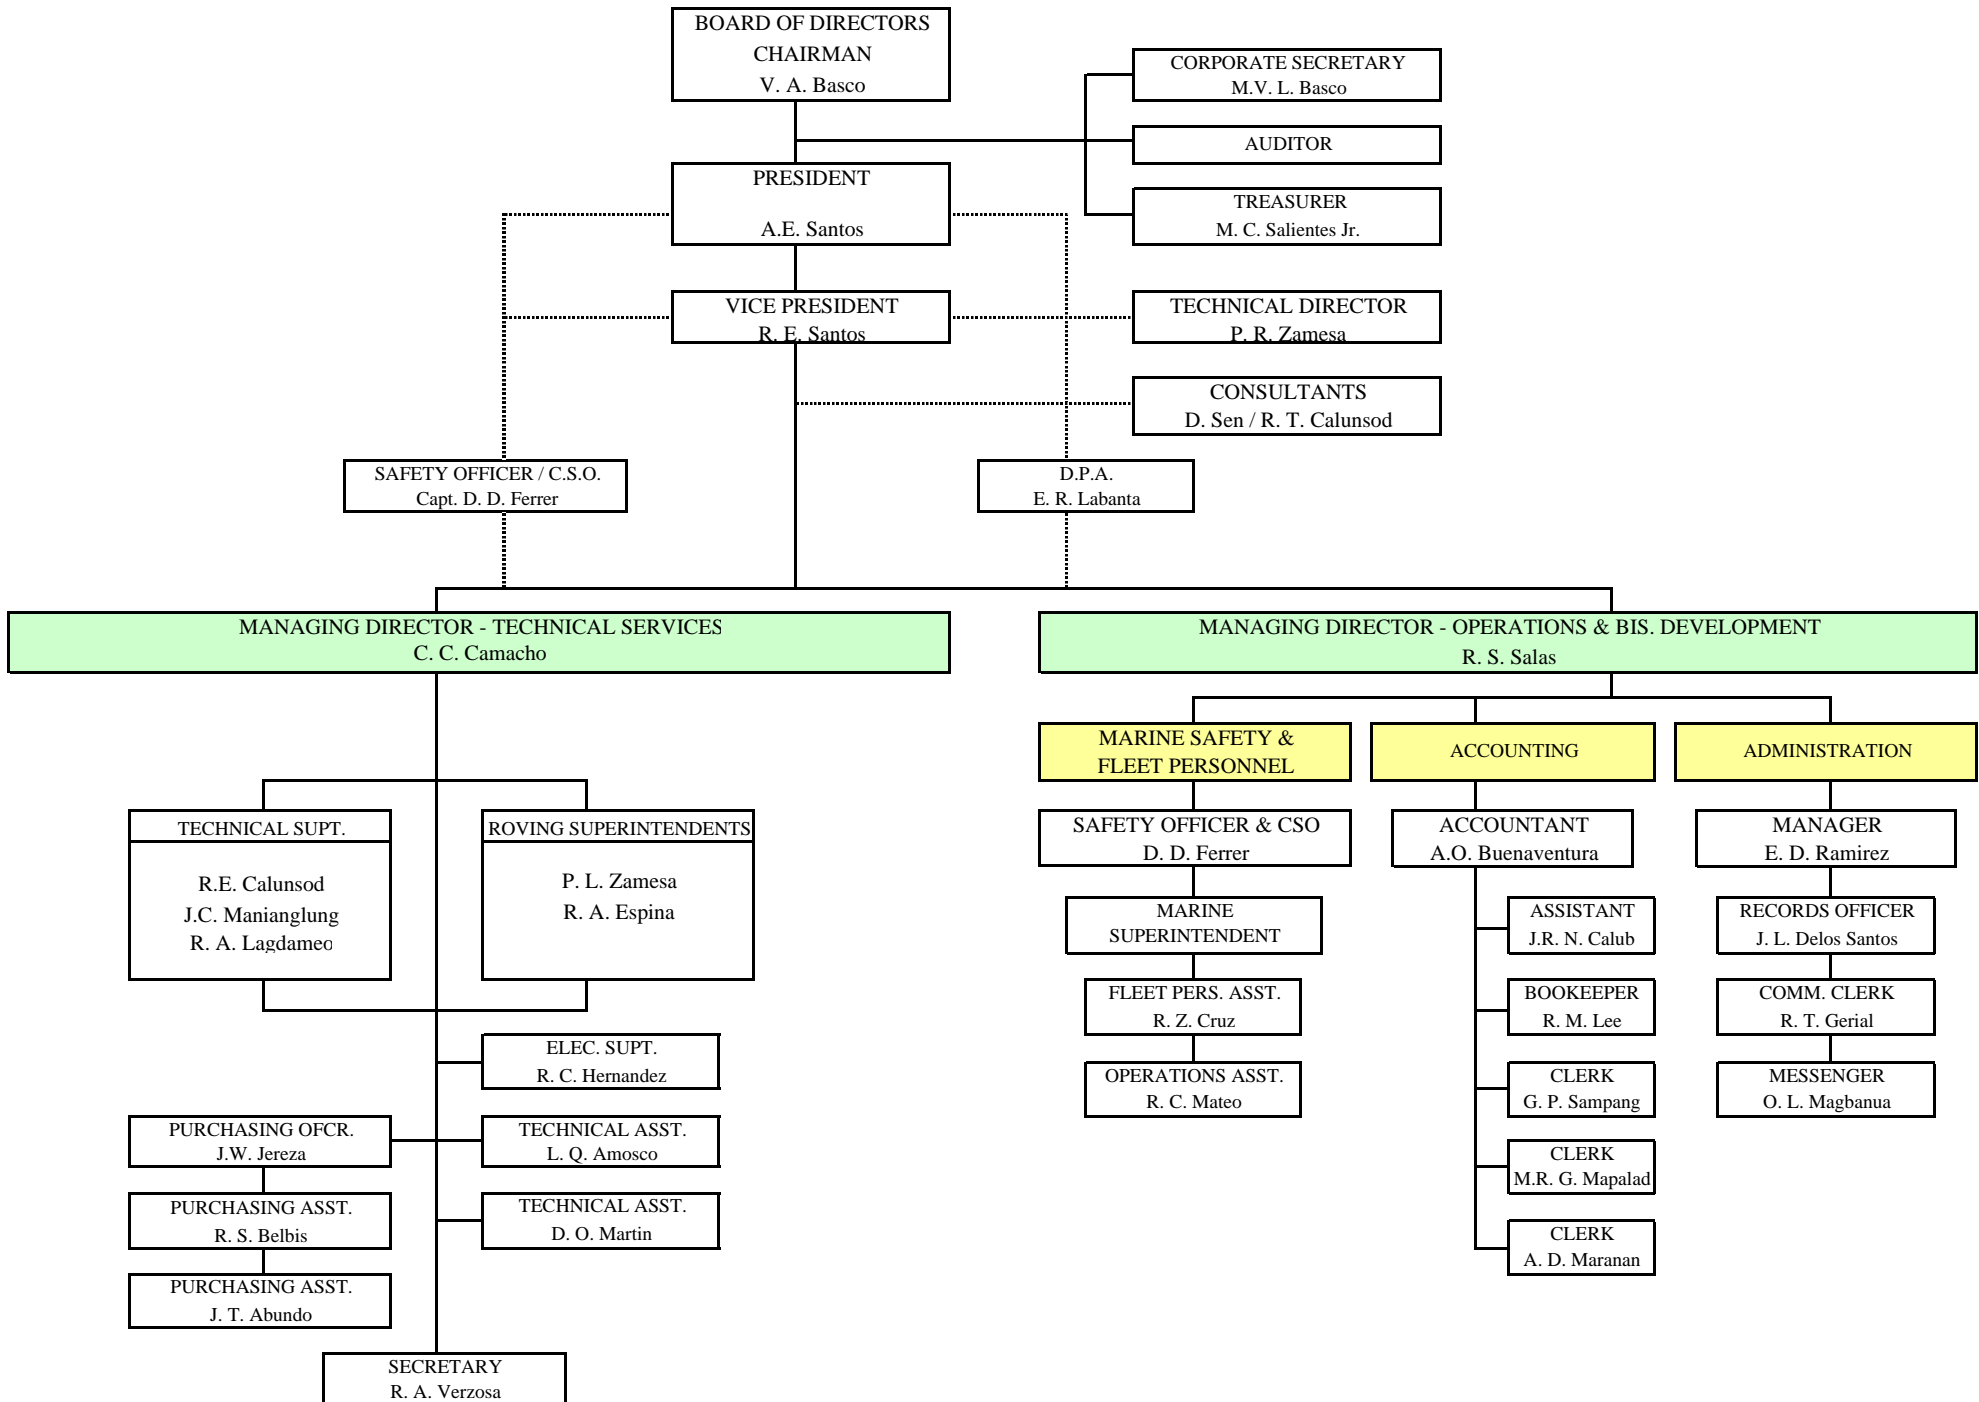 BOARD OF DIRECTORS
CHAIRMAN
V. A. Basco
CORPORATE SECRETARY
M.V. L. Basco
AUDITOR
TREASURER
M. C. Salientes Jr.
PRESIDENT
A.E. Santos
VICE PRESIDENT
R. E. Santos
TECHNICAL DIRECTOR
P. R. Zamesa
CONSULTANTS
D. Sen / R. T. Calunsod
SAFETY OFFICER / C.S.O.
Capt. D. D. Ferrer
D.P.A.
E. R. Labanta
MANAGING DIRECTOR - TECHNICAL SERVICES
C. C. Camacho
MANAGING DIRECTOR - OPERATIONS & BIS. DEVELOPMENT
R. S. Salas
TECHNICAL SUPT.
R.E. Calunsod
J.C. Manianglung
R. A. Lagdameo
ROVING SUPERINTENDENTS
P. L. Zamesa
R. A. Espina
ELEC. SUPT.
R. C. Hernandez
PURCHASING OFCR.
J.W. Jereza
TECHNICAL ASST.
L. Q. Amosco
PURCHASING ASST.
R. S. Belbis
TECHNICAL ASST.
D. O. Martin
PURCHASING ASST.
J. T. Abundo
SECRETARY
R. A. Verzosa
MARINE SAFETY &
FLEET PERSONNEL
SAFETY OFFICER & CSO
D. D. Ferrer
MARINE
SUPERINTENDENT
FLEET PERS. ASST.
R. Z. Cruz
OPERATIONS ASST.
R. C. Mateo
ACCOUNTING
ACCOUNTANT
A.O. Buenaventura
ASSISTANT
J.R. N. Calub
BOOKEEPER
R. M. Lee
CLERK
G. P. Sampang
CLERK
M.R. G. Mapalad
CLERK
A. D. Maranan
ADMINISTRATION
MANAGER
E. D. Ramirez
RECORDS OFFICER
J. L. Delos Santos
COMM. CLERK
R. T. Gerial
MESSENGER
O. L. Magbanua